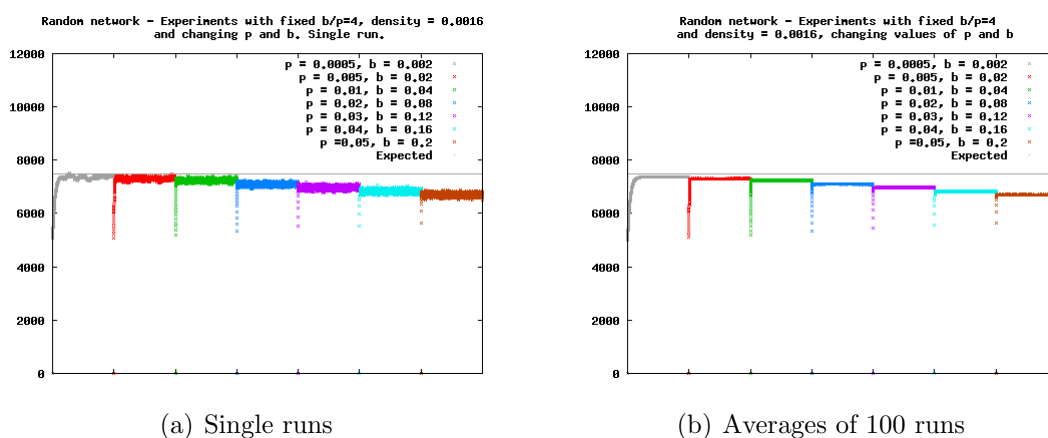 Random network - Experiments with fixed b/p=4, density = 0.0016
and changing p and b. Single run.
12000
10000
8000
6000
4000
2000
0
p = 0.0005, b = 0.002
p = 0.005, b = 0.02
p = 0.01, b = 0.04
p = 0.02, b = 0.08
p = 0.03, b = 0.12
p = 0.04, b = 0.16
p =0.05, b = 0.2
Expected
(a) Single runs
Random network - Experiments with fixed b/p=4
and density = 0.0016, changing values of p and b
12000
10000
8000
6000
4000
2000
0
p = 0.0005, b = 0.002
p = 0.005, b = 0.02
p = 0.01, b = 0.04
p = 0.02, b = 0.08
p = 0.03, b = 0.12
p = 0.04, b = 0.16
p =0.05, b = 0.2
Expected
(b) Averages of 100 runs